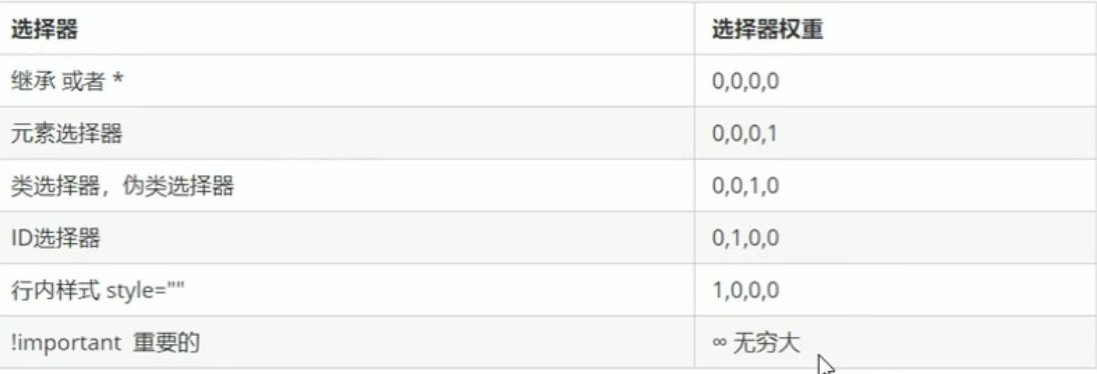 选择器 选择器权重
继承 或者 * 0,0,0,0
元素选择器 0,0,0,1
类选择器，伪类选择器 0,0,1,0
ID选择器 0,1,0,0
行内样式 style="" 1,0,0,0
!important 重要的 ∞ 无穷大